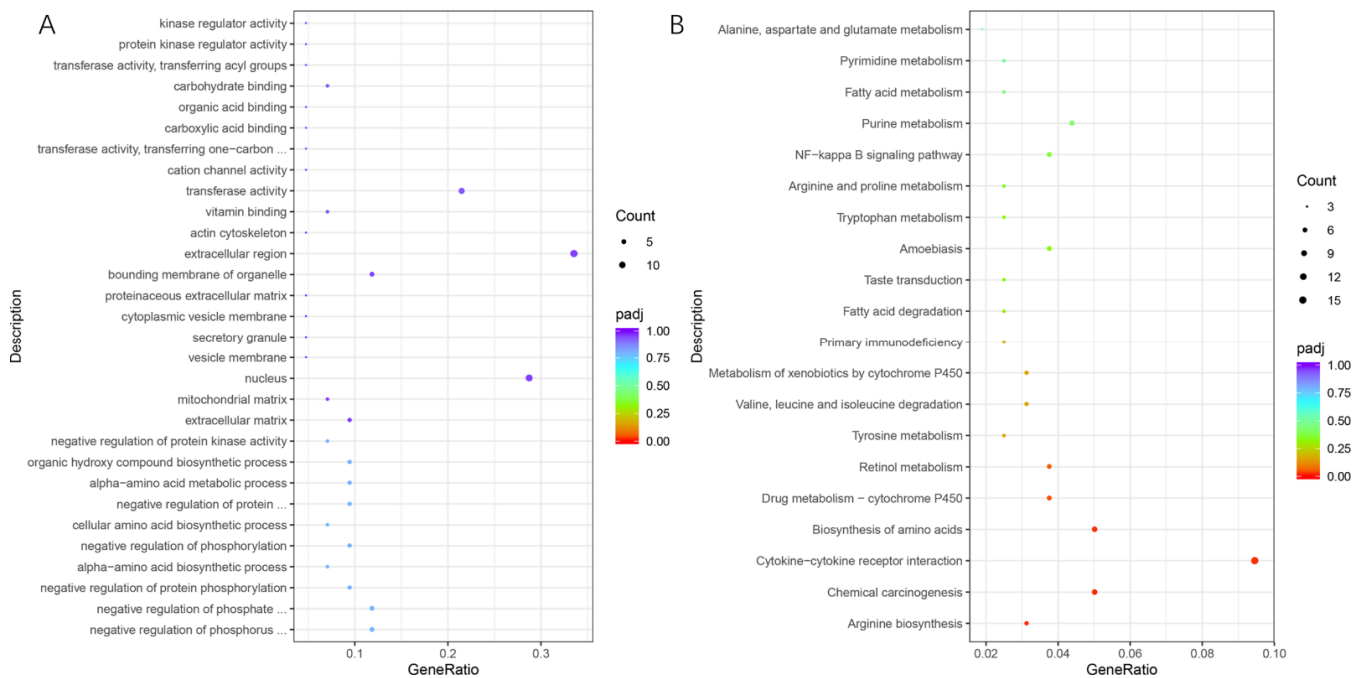 A
kinase regulator activity
protein kinase regulator activity
transferase activity, transferring acyl groups
carbohydrate binding
organic acid binding
carboxylic acid binding
transferase activity, transferring one−carbon ...
cation channel activity
transferase activity
vitamin binding
actin cytoskeleton
extracellular region
bounding membrane of organelle
proteinaceous extracellular matrix
cytoplasmic vesicle membrane
secretory granule
vesicle membrane
nucleus
mitochondrial matrix
extracellular matrix
negative regulation of protein kinase activity
organic hydroxy compound biosynthetic process
alpha−amino acid metabolic process
negative regulation of protein ...
cellular amino acid biosynthetic process
negative regulation of phosphorylation
alpha−amino acid biosynthetic process
negative regulation of protein phosphorylation
negative regulation of phosphate ...
negative regulation of phosphorus ...
Description
0.1 0.2 0.3
GeneRatio
Count
5
10
padj
1.00
0.75
0.50
0.25
0.00
B
Alanine, aspartate and glutamate metabolism
Pyrimidine metabolism
Fatty acid metabolism
Purine metabolism
NF−kappa B signaling pathway
Arginine and proline metabolism
Tryptophan metabolism
Amoebiasis
Taste transduction
Fatty acid degradation
Primary immunodeficiency
Metabolism of xenobiotics by cytochrome P450
Valine, leucine and isoleucine degradation
Tyrosine metabolism
Retinol metabolism
Drug metabolism − cytochrome P450
Biosynthesis of amino acids
Cytokine−cytokine receptor interaction
Chemical carcinogenesis
Arginine biosynthesis
Description
0.02 0.04 0.06 0.08 0.10
GeneRatio
Count
3
6
9
12
15
padj
1.00
0.75
0.50
0.25
0.00